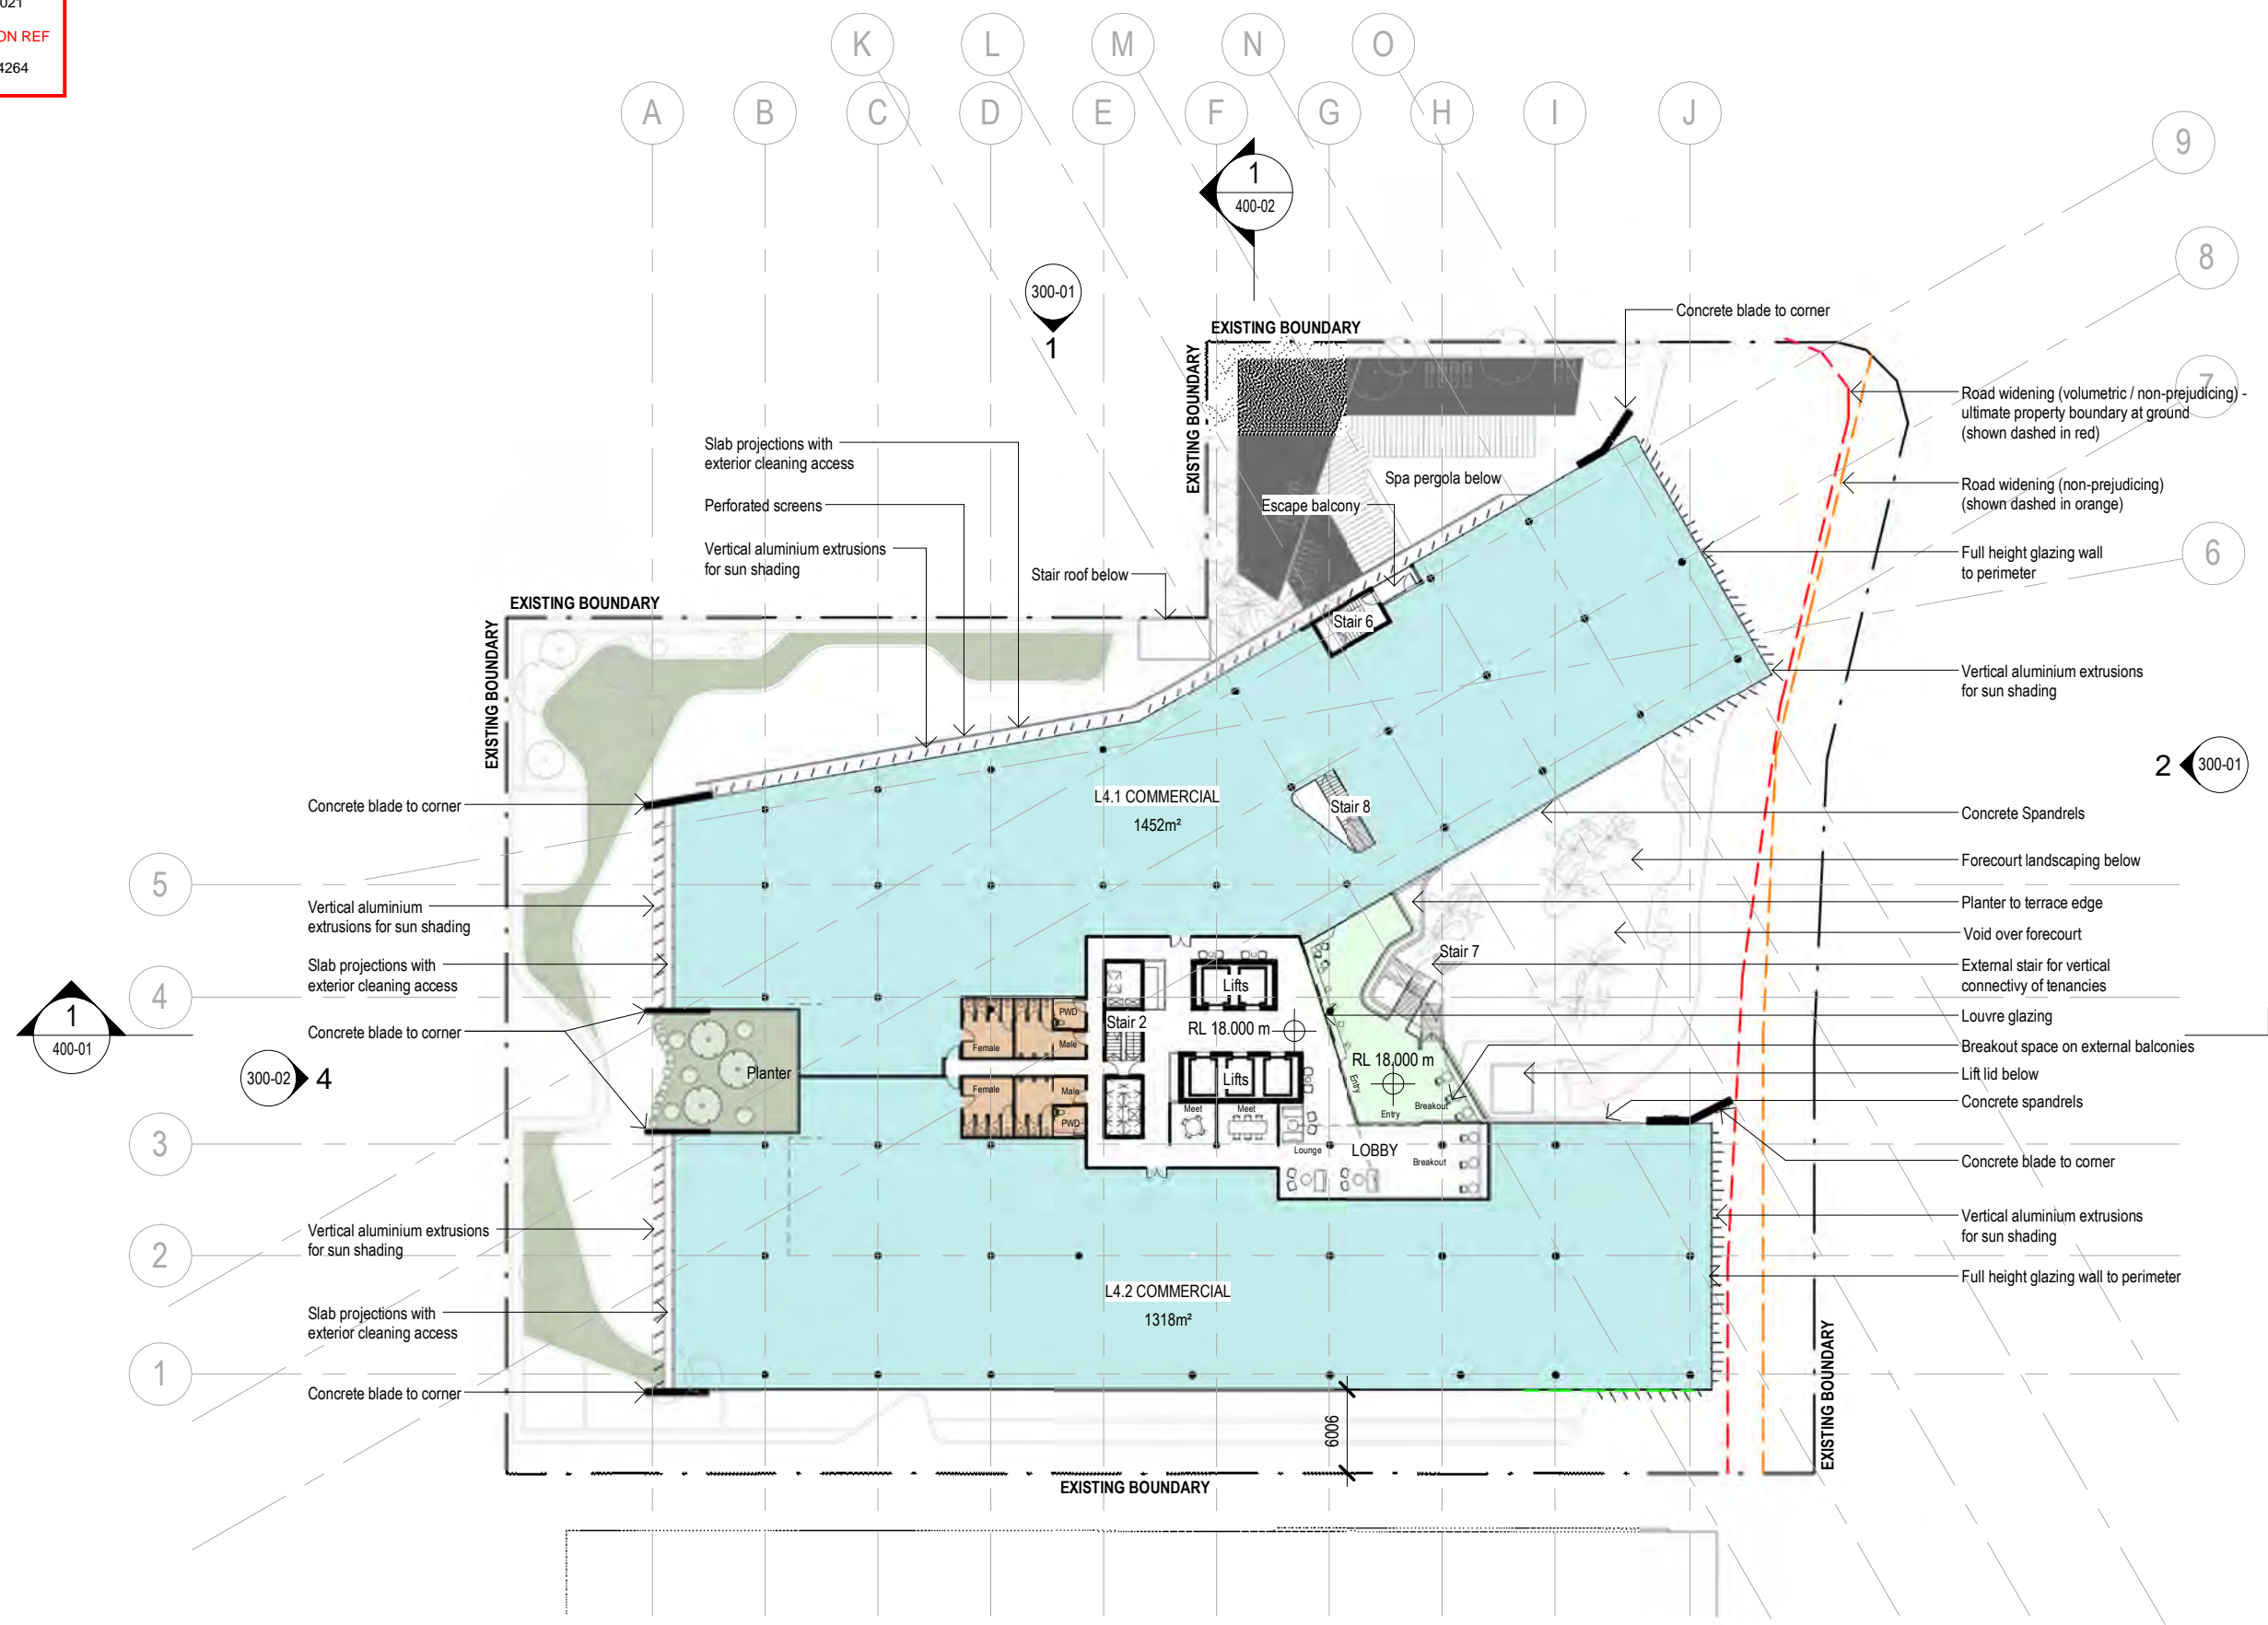 021
ON REF
4264
K
L
M
N
O
A
B
C
D
E
F
G
H
I
J
9
8
7
6
5
4
3
2
1
1
400-02
300-01
1
EXISTING BOUNDARY
EXISTING BOUNDARY
Concrete blade to corner
Road widening (volumetric / non-prejudicing) -
ultimate property boundary at ground
(shown dashed in red)
Slab projections with
exterior cleaning access
Spa pergola below
Road widening (non-prejudicing)
(shown dashed in orange)
Perforated screens
Escape balcony
Vertical aluminium extrusions
for sun shading
Full height glazing wall
to perimeter
Stair roof below
EXISTING BOUNDARY
EXISTING BOUNDARY
Stair 6
Vertical aluminium extrusions
for sun shading
2
300-01
Concrete blade to corner
L4.1 COMMERCIAL
1452m²
Stair 8
Concrete Spandrels
Forecourt landscaping below
Vertical aluminium
extrusions for sun shading
Planter to terrace edge
Void over forecourt
Stair 7
Slab projections with
exterior cleaning access
External stair for vertical
connectivy of tenancies
Lifts
1
400-01
Concrete blade to corner
PWD
Stair 2
RL 18.000 m
Louvre glazing
Female
Male
Breakout space on external balconies
RL 18.000 m
300-02
4
Planter
Lift lid below
Lifts
Entry
Female
Male
Concrete spandrels
Meet
Meet
Entry
Breakout
PWD
Lounge
LOBBY
Breakout
Concrete blade to corner
Vertical aluminium extrusions
for sun shading
Vertical aluminium extrusions
for sun shading
Full height glazing wall to perimeter
L4.2 COMMERCIAL
1318m²
Slab projections with
exterior cleaning access
Concrete blade to corner
6006
EXISTING BOUNDARY
EXISTING BOUNDARY